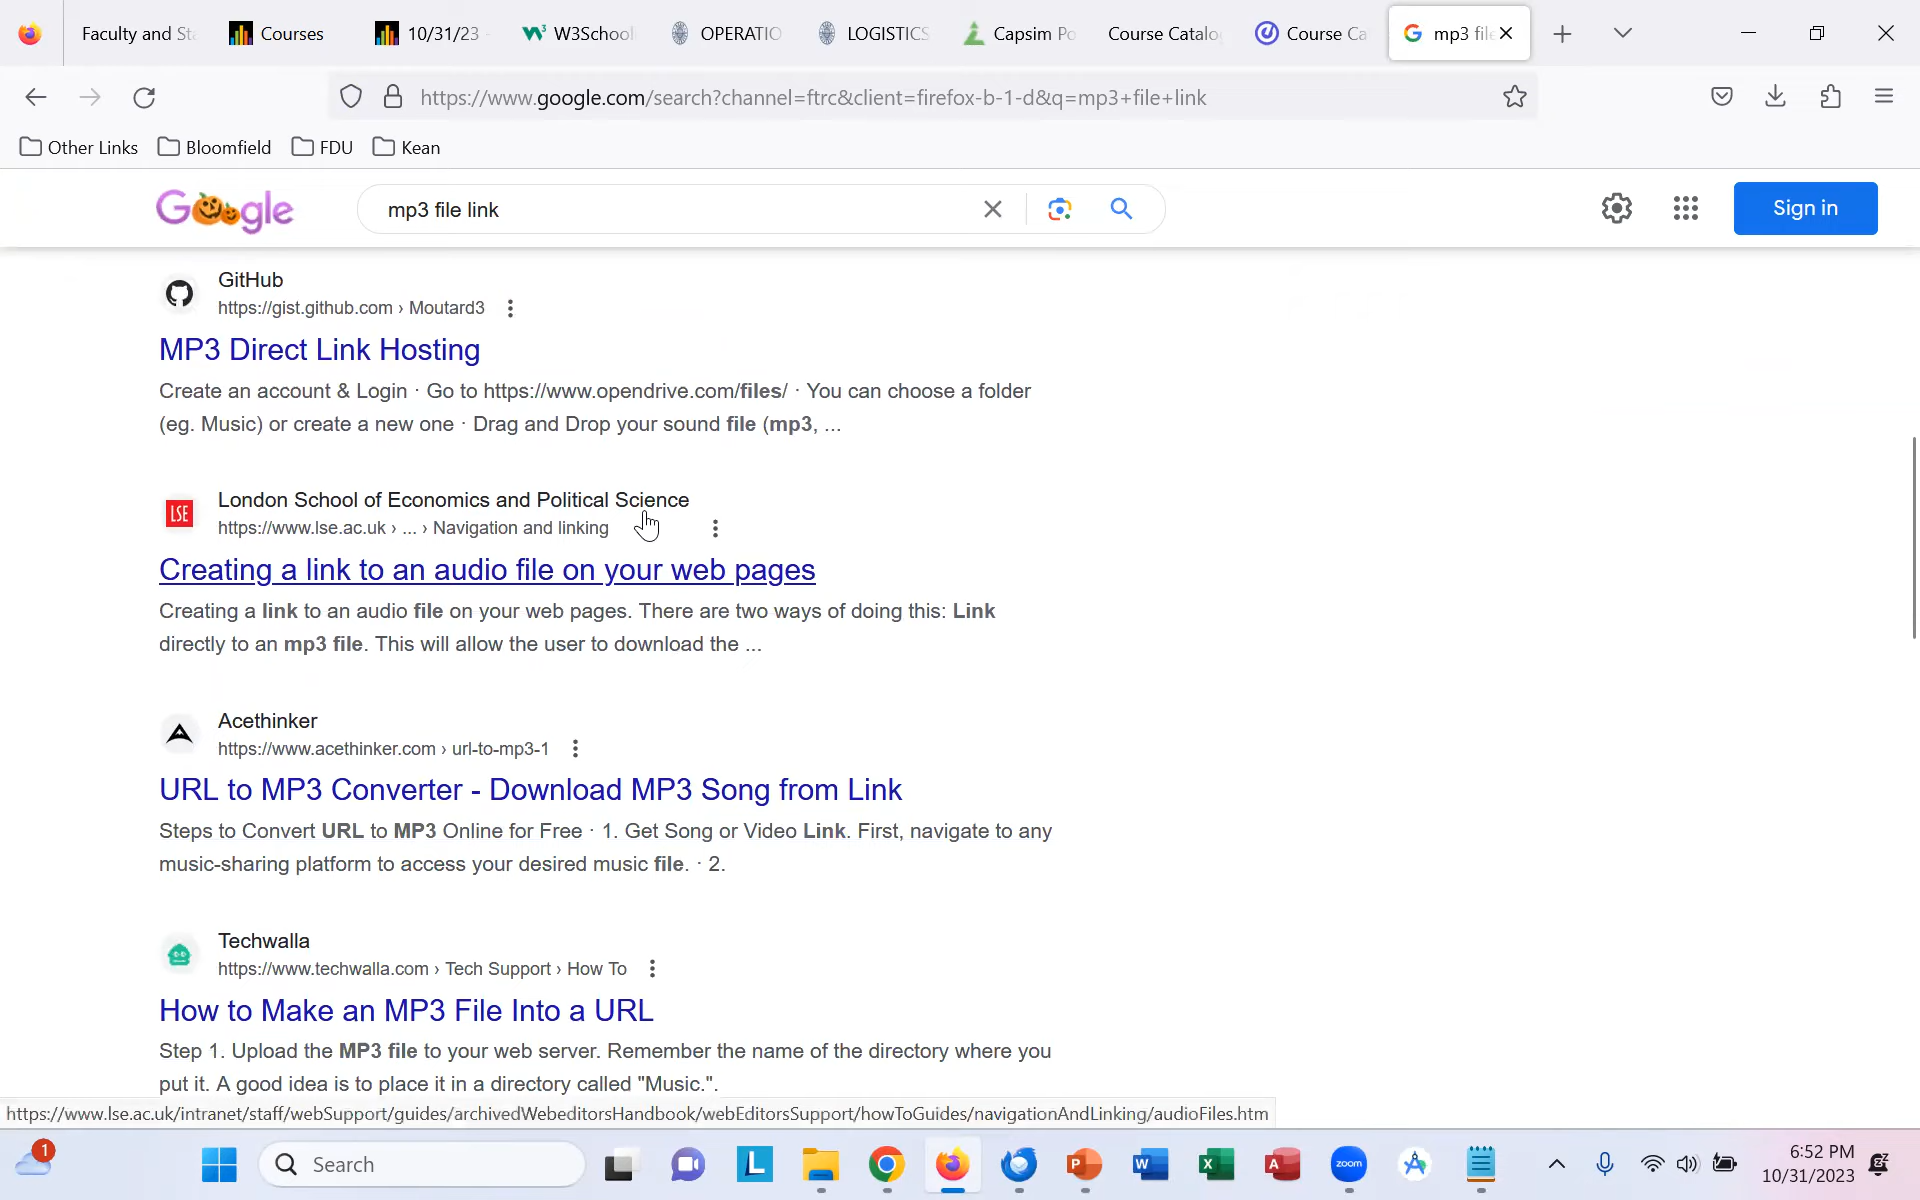 Faculty and Sta
Courses
10/31/23 -
W3School
OPERATIO
LOGISTICS
Capsim Po
Course Catalo
Course Ca
mp3 file
https://www.google.com/search?channel=ftrc&client=firefox-b-1-d&q=mp3+file+link
Other Links
Bloomfield
FDU
Kean
Google
mp3 file link
Sign in
GitHub
https://gist.github.com › Moutard3
MP3 Direct Link Hosting
Create an account & Login · Go to https://www.opendrive.com/files/ · You can choose a folder
(eg. Music) or create a new one · Drag and Drop your sound file (mp3, ...
LSE
London School of Economics and Political Science
https://www.lse.ac.uk › ... › Navigation and linking
Creating a link to an audio file on your web pages
Creating a link to an audio file on your web pages. There are two ways of doing this: Link
directly to an mp3 file. This will allow the user to download the ...
Acethinker
https://www.acethinker.com › url-to-mp3-1
URL to MP3 Converter - Download MP3 Song from Link
Steps to Convert URL to MP3 Online for Free · 1. Get Song or Video Link. First, navigate to any
music-sharing platform to access your desired music file. · 2.
Techwalla
https://www.techwalla.com › Tech Support › How To
How to Make an MP3 File Into a URL
Step 1. Upload the MP3 file to your web server. Remember the name of the directory where you
put it. A good idea is to place it in a directory called "Music.".
https://www.lse.ac.uk/intranet/staff/webSupport/guides/archivedWebeditorsHandbook/webEditorsSupport/howToGuides/navigationAndLinking/audioFiles.htm
1
Search
L
P
W
X
A
zoom
6:52 PM
10/31/2023